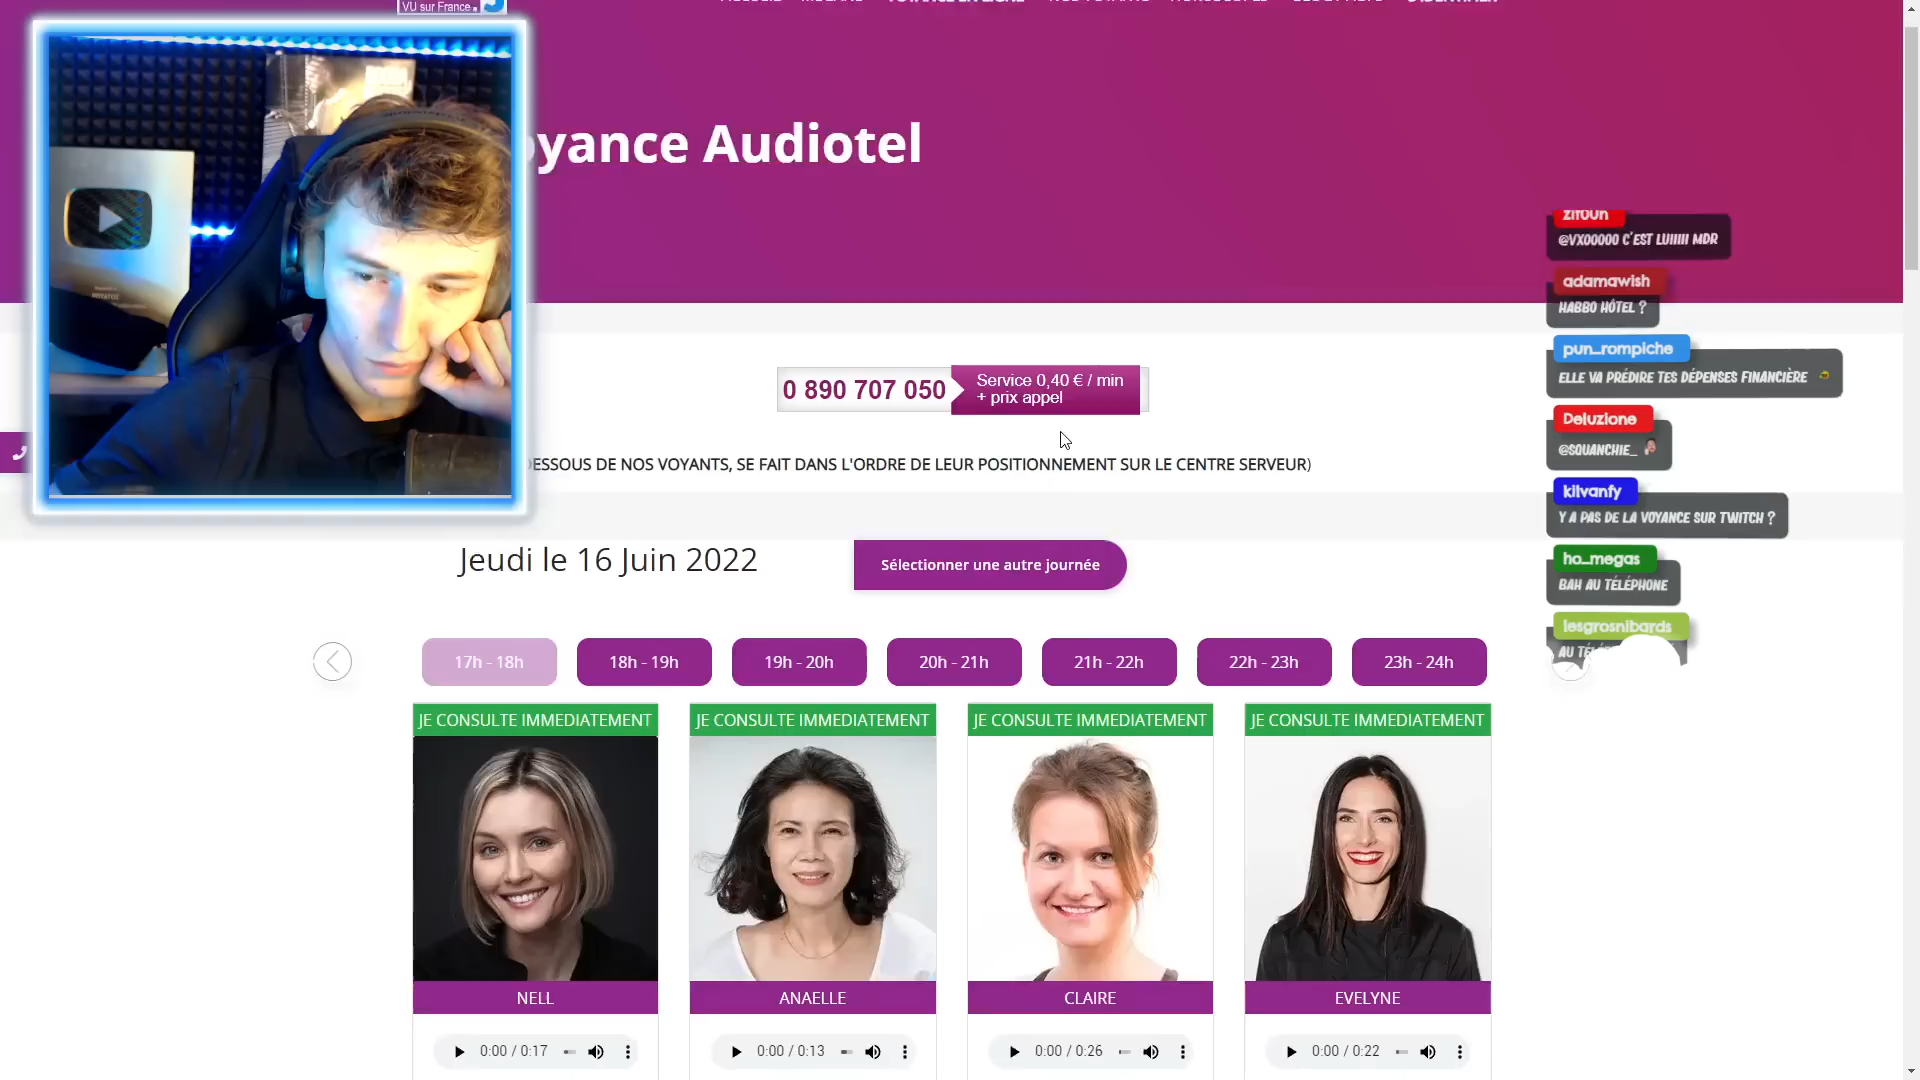 VU sur France
oyance Audiotel
0 890 707 050
Service 0,40 € / min
+ prix appel
DESSOUS DE NOS VOYANTS, SE FAIT DANS L'ORDRE DE LEUR POSITIONNEMENT SUR LE CENTRE SERVEUR)
Jeudi le 16 Juin 2022
Sélectionner une autre journée
17h - 18h
18h - 19h
19h - 20h
20h - 21h
21h - 22h
22h - 23h
23h - 24h
JE CONSULTE IMMEDIATEMENT
JE CONSULTE IMMEDIATEMENT
JE CONSULTE IMMEDIATEMENT
JE CONSULTE IMMEDIATEMENT
NELL
ANAELLE
CLAIRE
EVELYNE
0:00 / 0:17
0:00 / 0:13
0:00 / 0:26
0:00 / 0:22
zifoun
@VX00000 C'EST LUIIIII MDR
adamawish
HABBO HÔTEL ?
pun_rompiche
ELLE VA PRÉDIRE TES DÉPENSES FINANCIÈRE
Deluzione
@SQUANCHIE_
kilvanfy
Y A PAS DE LA VOYANCE SUR TWITCH ?
ho_megas
BAH AU TÉLÉPHONE
lesgrosnibards
AU